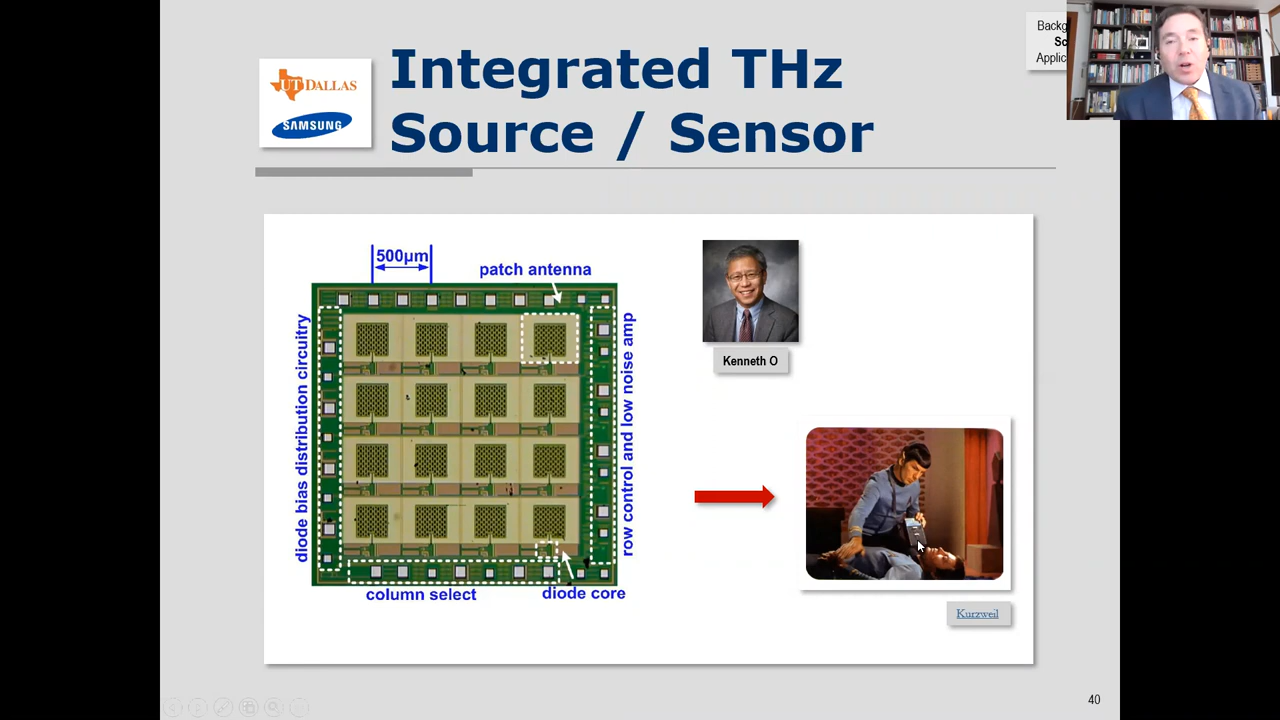 Integrated THz
Source / Sensor
UT DALLAS
SAMSUNG
500µm
patch antenna
diode bias distribution circuitry
row control and low noise amp
column select
diode core
Kenneth O
Kurzweil
40